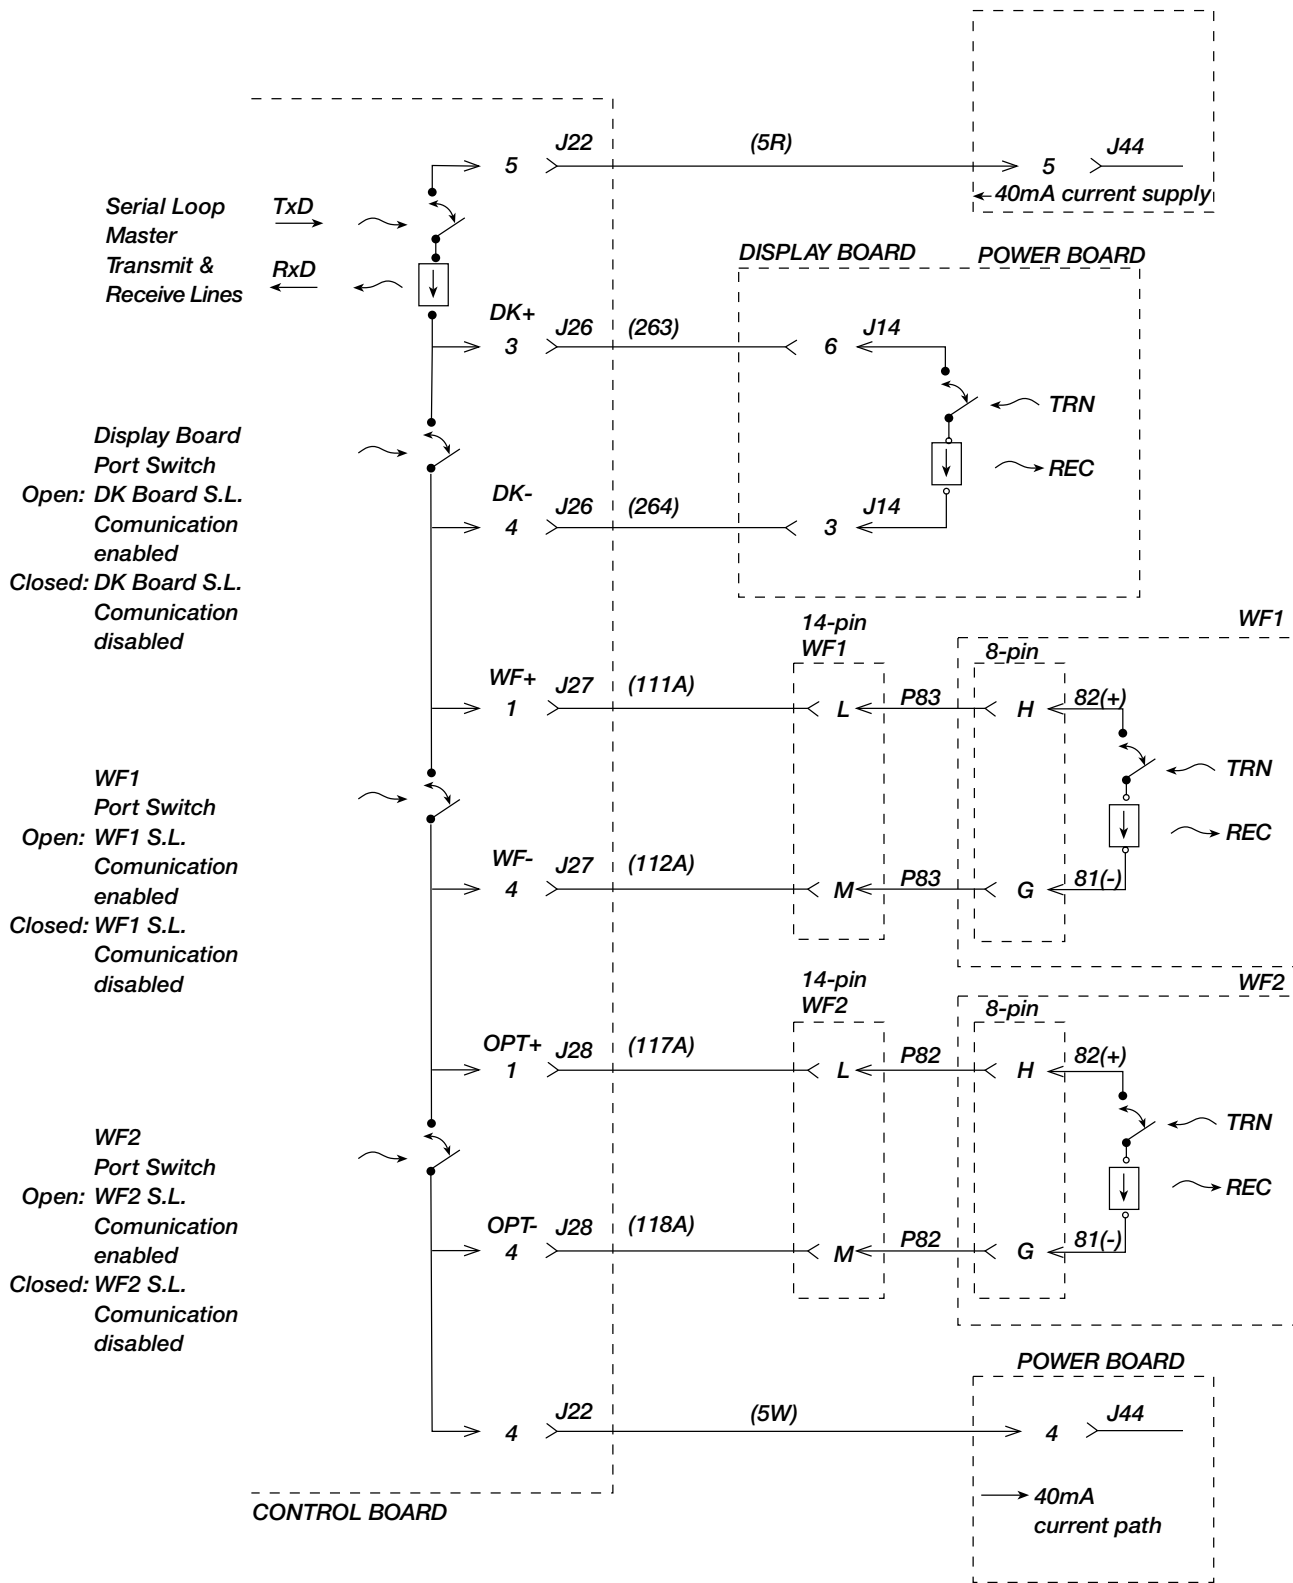 J22
(5R)
J44
5
5
40mA current supply
Serial Loop
Master
Transmit &
Receive Lines
TxD
RxD
DISPLAY BOARD
POWER BOARD
DK+
3
J26
(263)
6
J14
TRN
REC
Display Board
Port Switch
Open: DK Board S.L.
Comunication
enabled
Closed: DK Board S.L.
Comunication
disabled
DK-
4
J26
(264)
3
J14
14-pin
WF1
WF1
8-pin
WF+
1
J27
(111A)
L
P83
H
82(+)
TRN
REC
WF1
Port Switch
Open: WF1 S.L.
Comunication
enabled
Closed: WF1 S.L.
Comunication
disabled
WF-
4
J27
(112A)
M
P83
G
81(-)
14-pin
WF2
WF2
8-pin
OPT+
1
J28
(117A)
L
P82
H
82(+)
TRN
REC
WF2
Port Switch
Open: WF2 S.L.
Comunication
enabled
Closed: WF2 S.L.
Comunication
disabled
OPT-
4
J28
(118A)
M
P82
G
81(-)
POWER BOARD
4
J22
(5W)
4
J44
CONTROL BOARD
40mA
current path